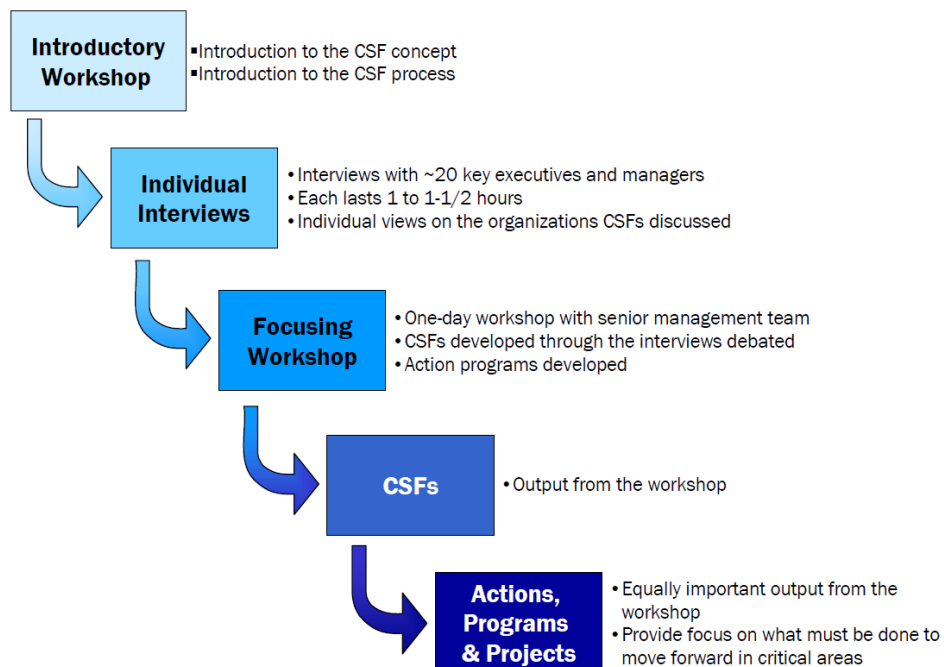 Introductory
Workshop
▪Introduction to the CSF concept
▪Introduction to the CSF process
Individual
Interviews
• Interviews with ~20 key executives and managers
• Each lasts 1 to 1-1/2 hours
• Individual views on the organizations CSFs discussed
Focusing
Workshop
• One-day workshop with senior management team
• CSFs developed through the interviews debated
• Action programs developed
CSFs
• Output from the workshop
Actions,
Programs
& Projects
• Equally important output from the
workshop
• Provide focus on what must be done to
move forward in critical areas